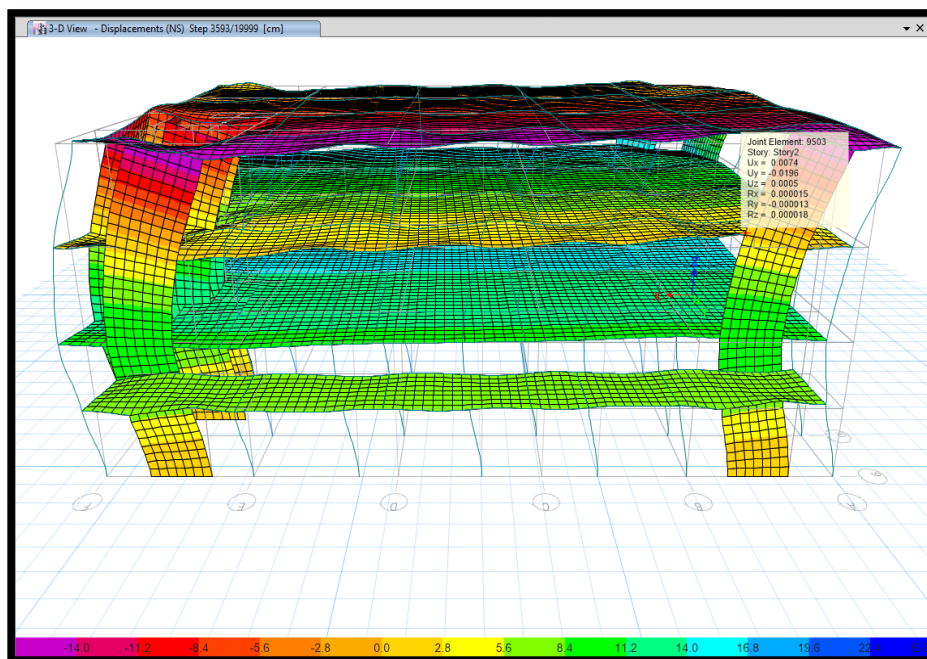 3-D View - Displacements (NS) Step 3593/19999 [cm]
Joint Element: 9503
Story: Story2
Ux = 0.0074
Uy = -0.0196
Uz = 0.0005
Rx = 0.000015
Ry = -0.000013
Rz = 0.000018
F E D C B
-14.0 -11.2 -8.4 -5.6 -2.8 0.0 2.8 5.6 8.4 11.2 14.0 16.8 19.6